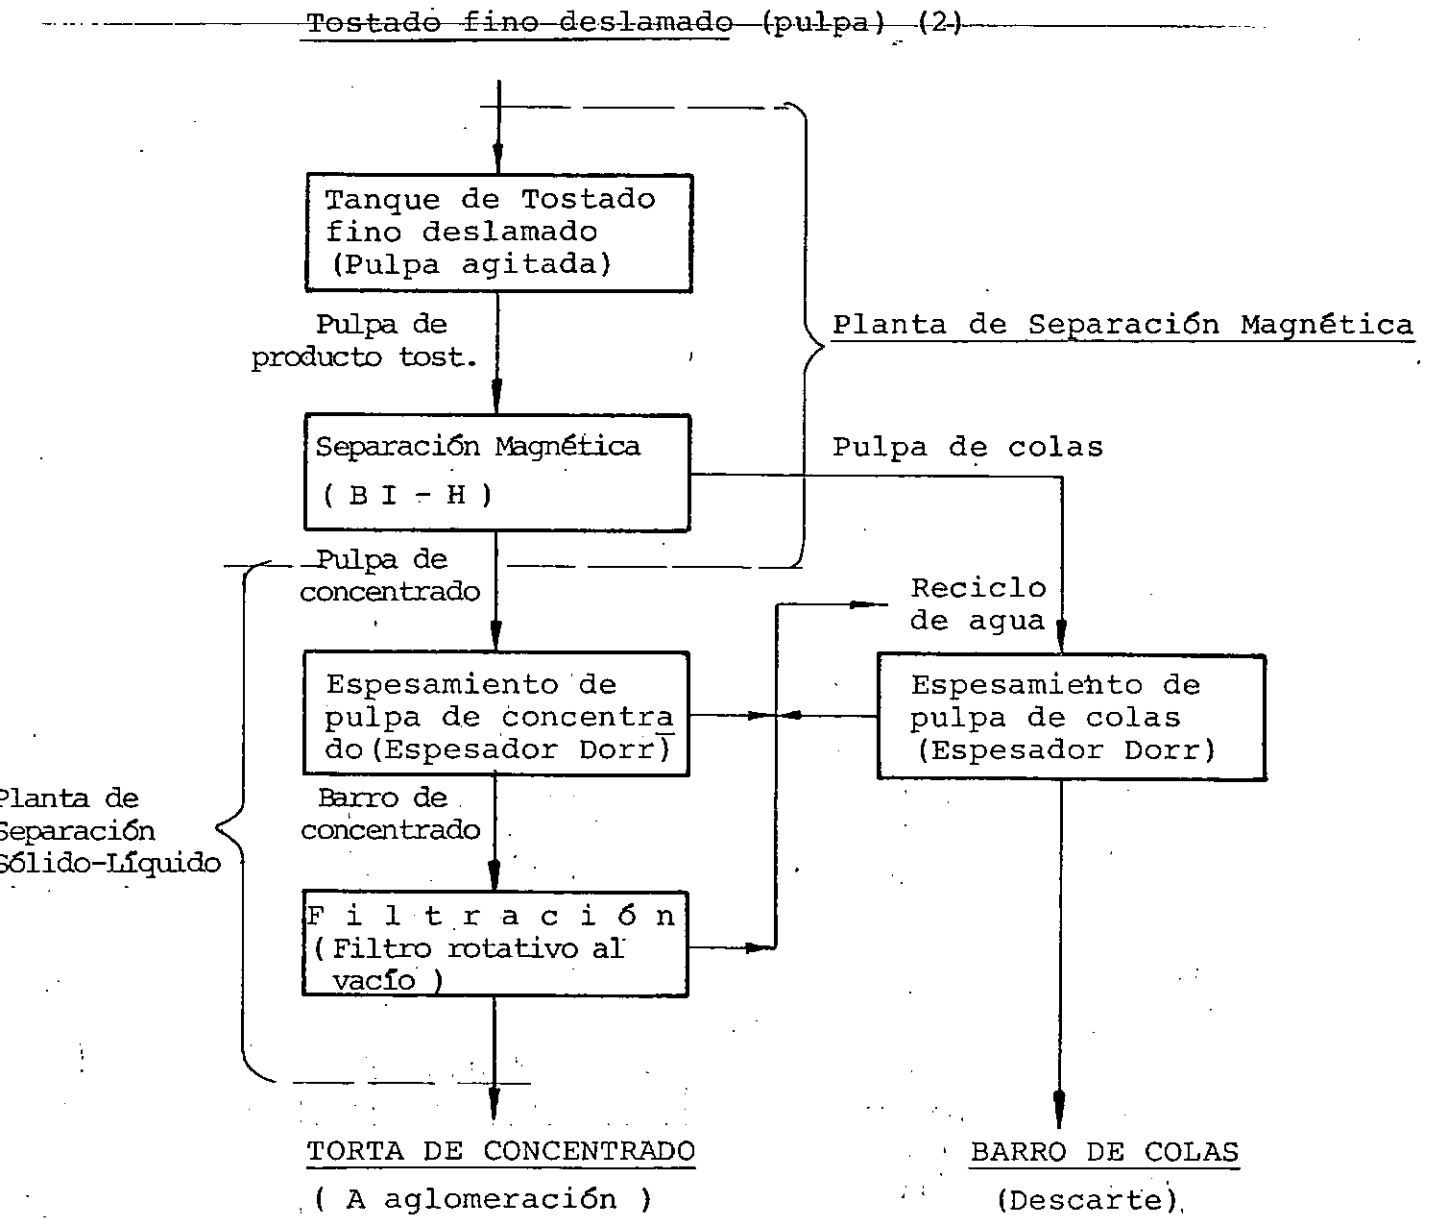 Tostado fino deslamado (pulpa) (2)
Tanque de Tostado
fino deslamado
(Pulpa agitada)
Pulpa de
producto tost.
Planta de Separación Magnética
Separación Magnética
( B I - H )
Pulpa de colas
Pulpa de
concentrado
Reciclo
de agua
Espesamiento de
pulpa de concentra
do (Espesador Dorr)
Espesamiento de
pulpa de colas
(Espesador Dorr)
Planta de
Separación
Sólido-Líquido
Barro de
concentrado
F i l t r a c i ó n
( Filtro rotativo al
vacío )
TORTA DE CONCENTRADO
( A aglomeración )
BARRO DE COLAS
(Descarte)